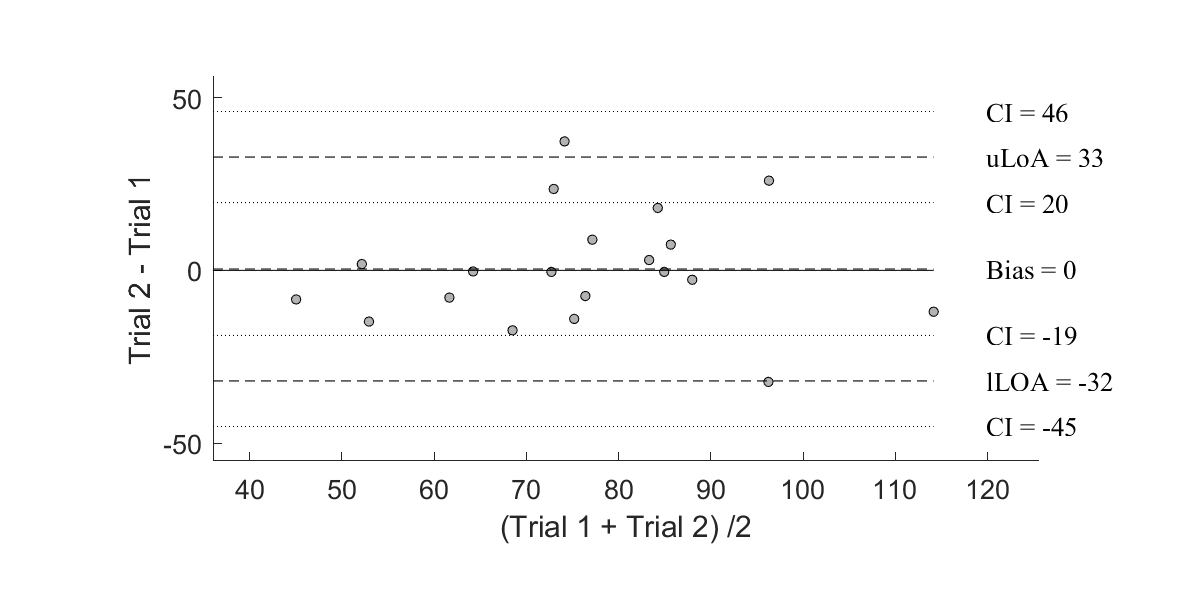 50
0
-50
Trial 2 - Trial 1
CI = 46
uLoA = 33
CI = 20
Bias = 0
CI = -19
lLOA = -32
CI = -45
40 50 60 70 80 90 100 110 120
(Trial 1 + Trial 2) /2